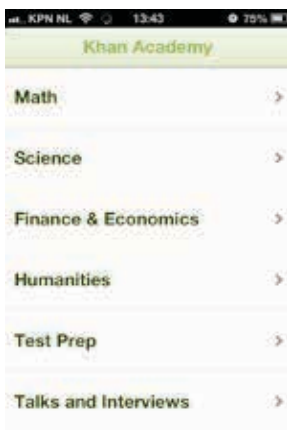 KPN NL 13:43 75%
Khan Academy
Math
Science
Finance & Economics
Humanities
Test Prep
Talks and Interviews